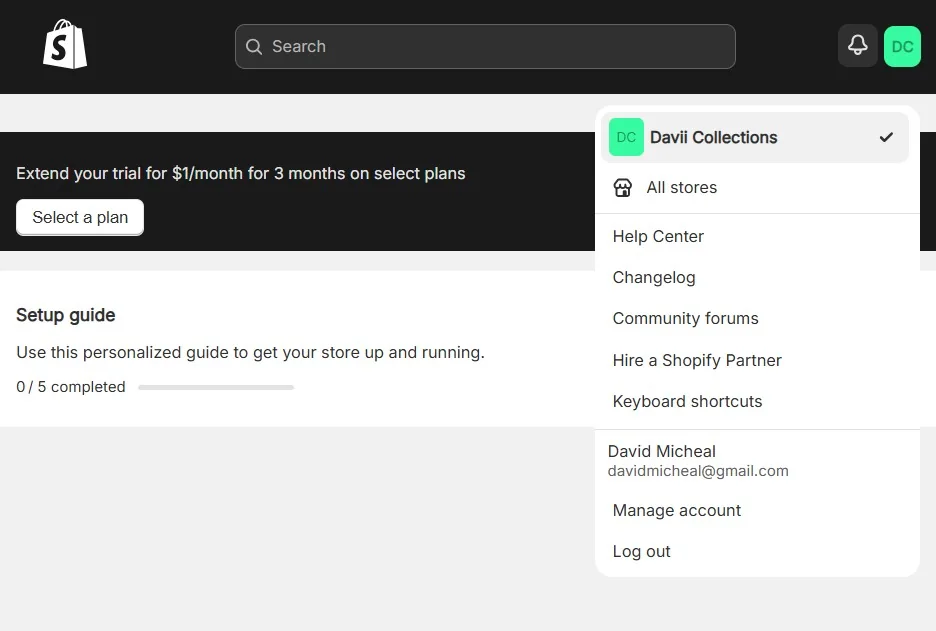 S
Search
DC
DC
Davii Collections
All stores
Extend your trial for $1/month for 3 months on select plans
Select a plan
Help Center
Changelog
Community forums
Hire a Shopify Partner
Keyboard shortcuts
Setup guide
Use this personalized guide to get your store up and running.
0 / 5 completed
David Micheal
davidmicheal@gmail.com
Manage account
Log out